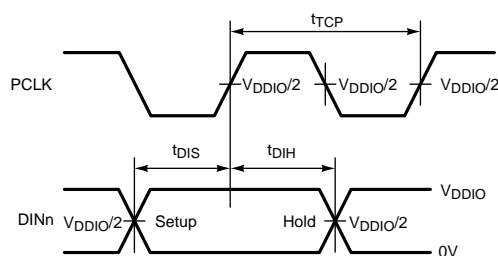 tTCP
PCLK
VDDIO/2 VDDIO/2 VDDIO/2
tDIS tDIH
VDDIO
DINn VDDIO/2 Setup Hold VDDIO/2
0V